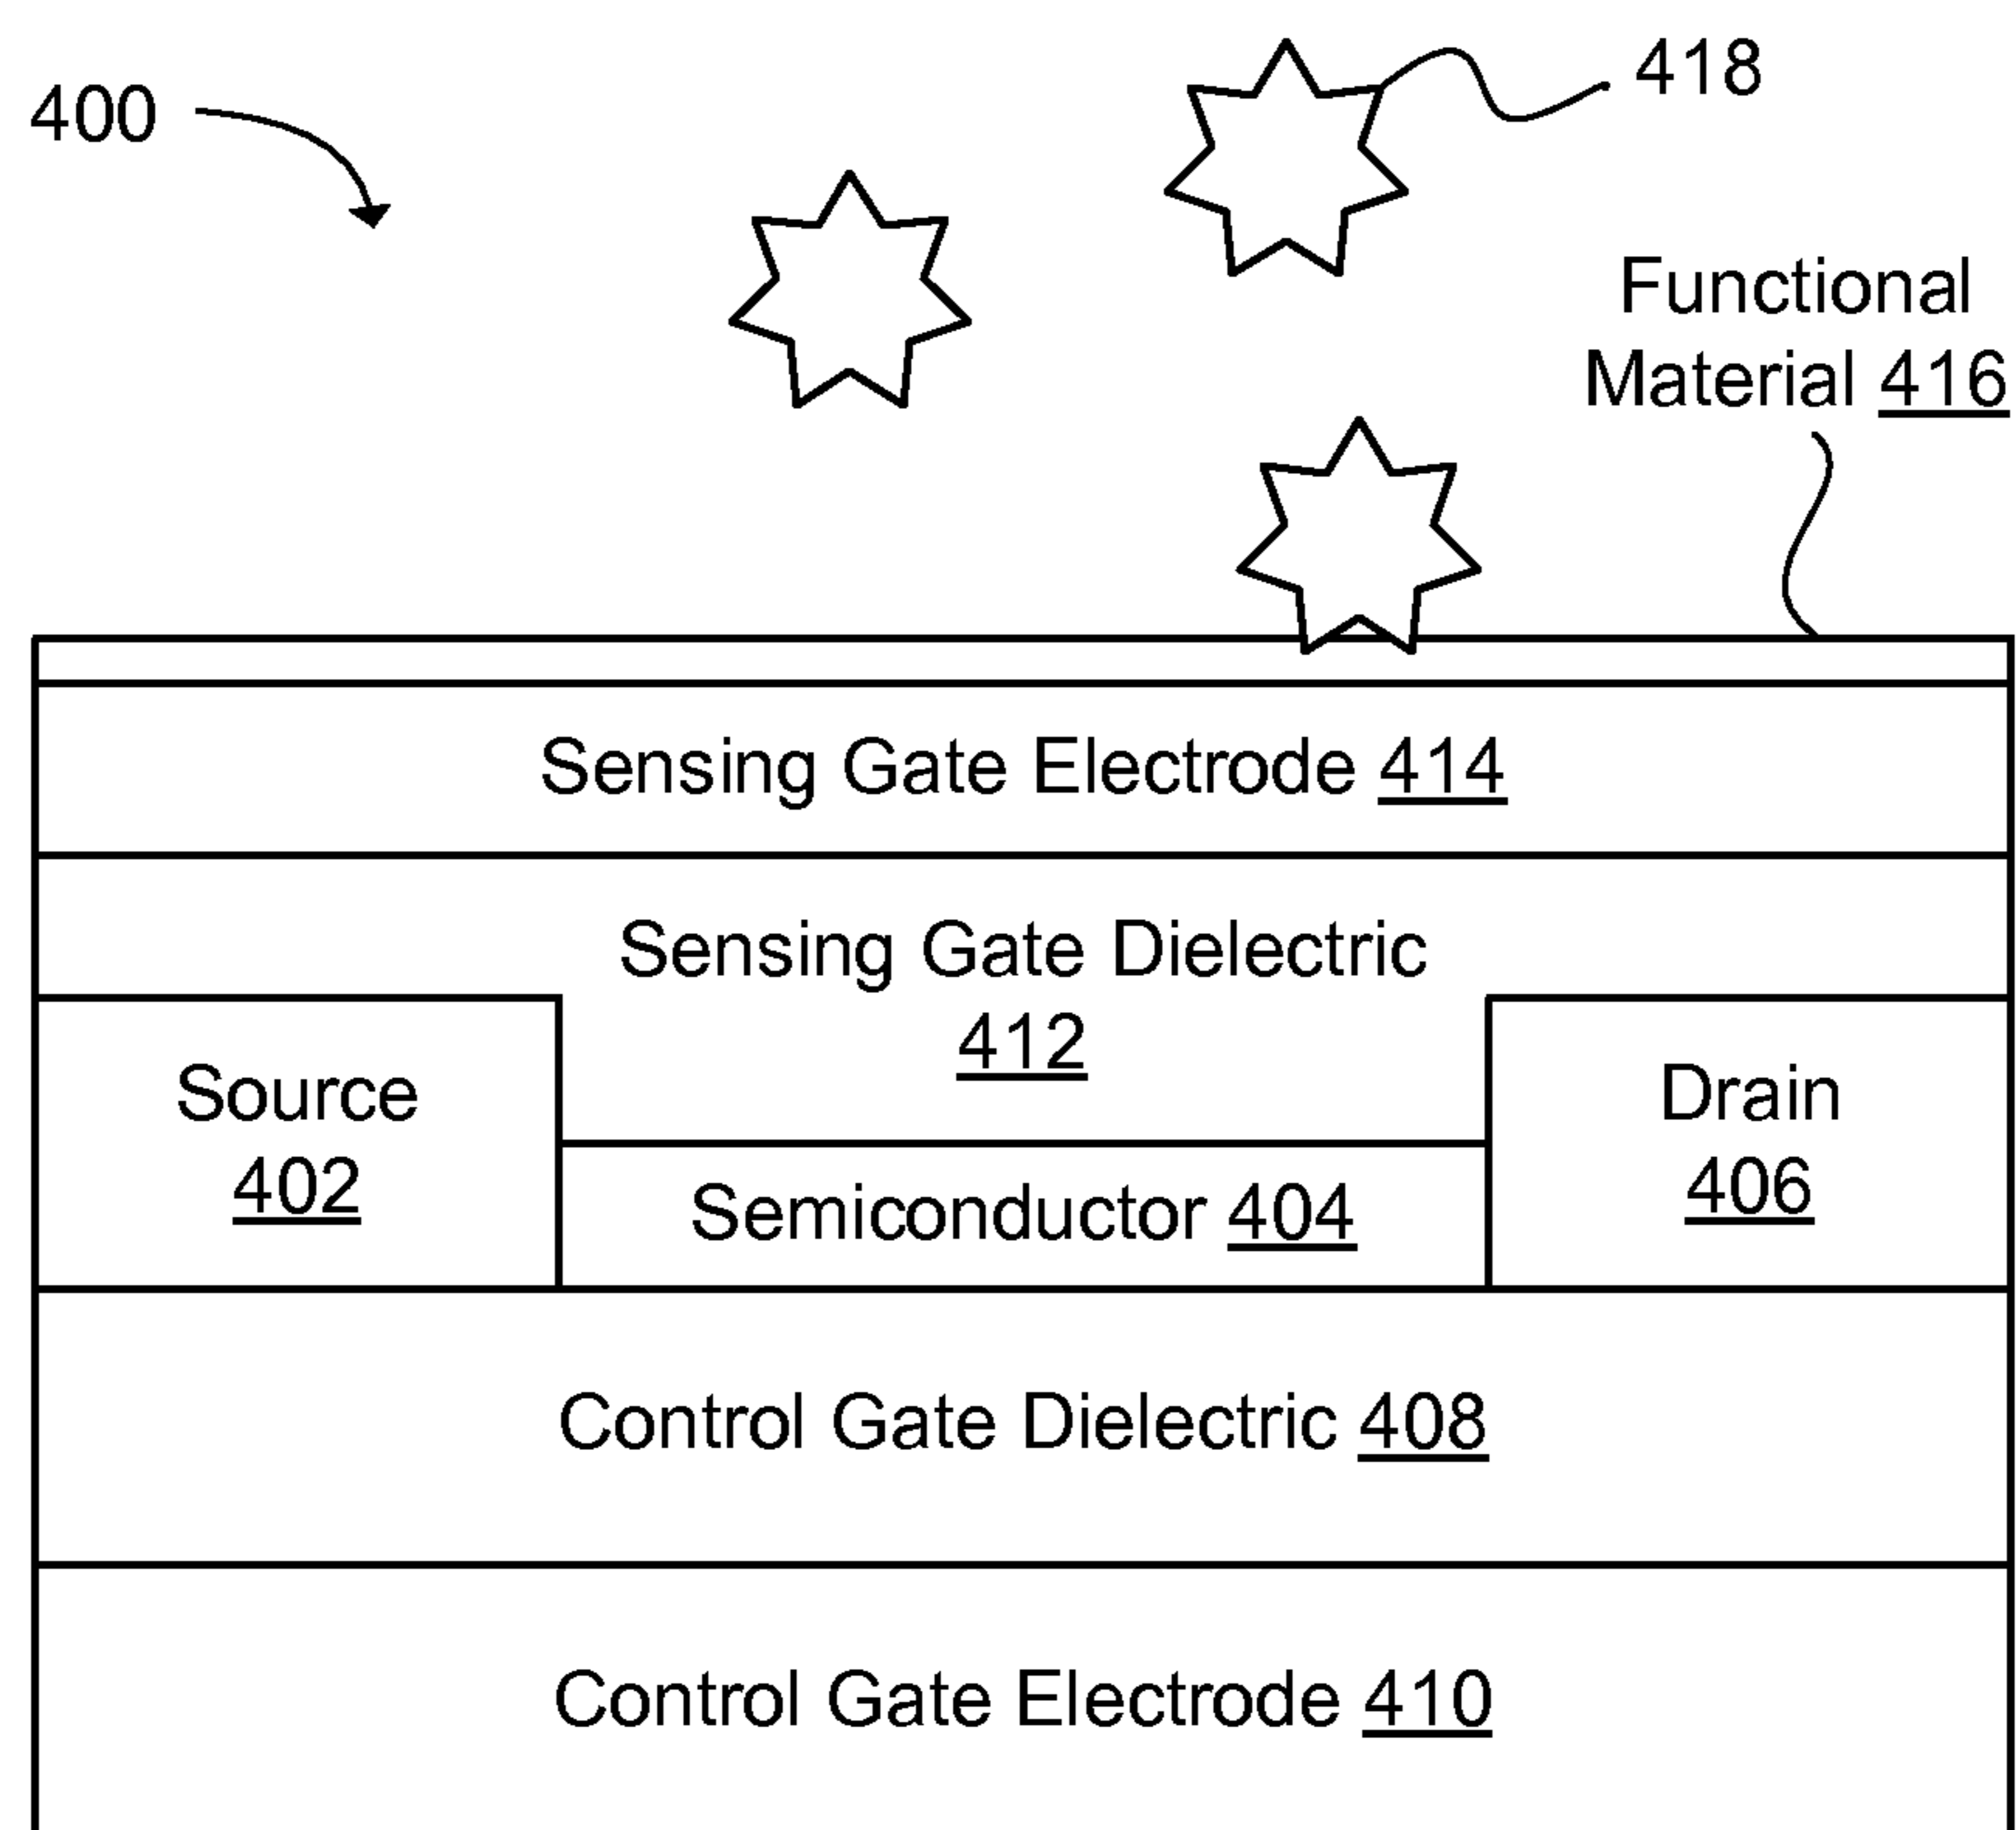 400
418
Functional
Material 416
Sensing Gate Electrode 414
Sensing Gate Dielectric
412
Source
402
Semiconductor 404
Drain
406
Control Gate Dielectric 408
Control Gate Electrode 410